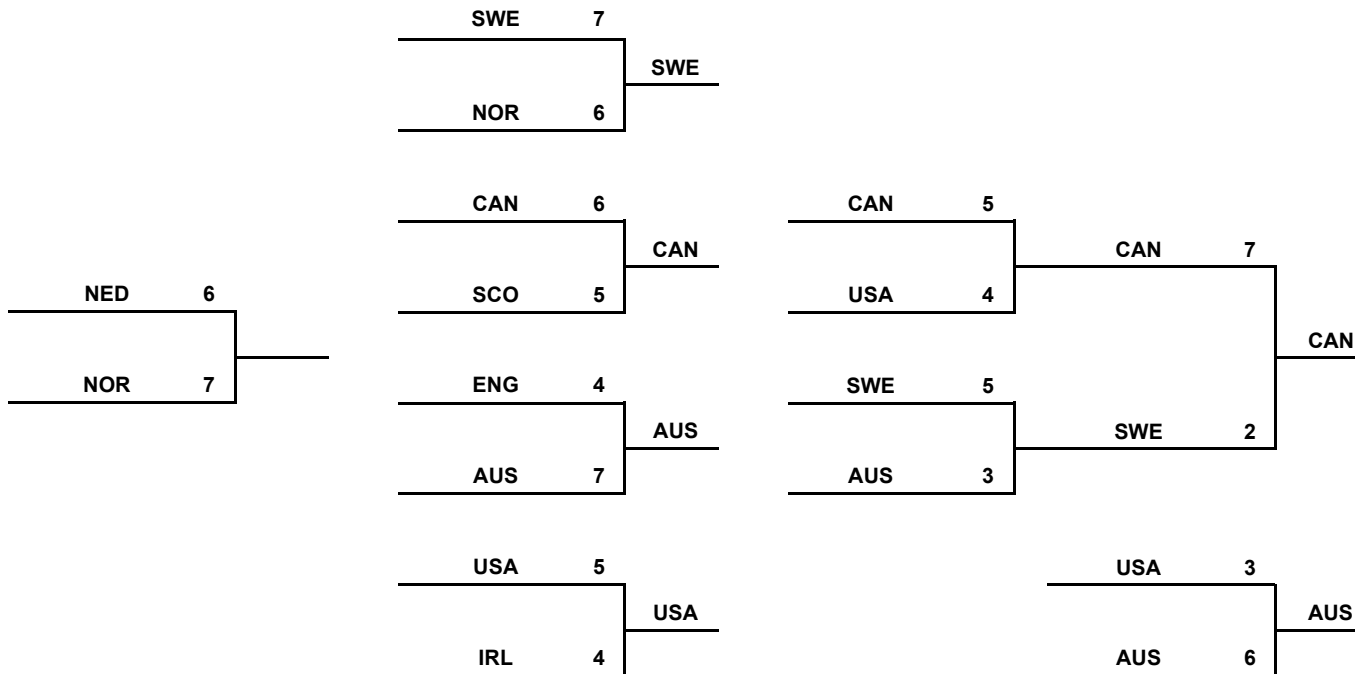 SWE 7
SWE
NOR 6
CAN 6 CAN 5
CAN CAN 7
NED 6 SCO 5 USA 4
CAN
NOR 7 ENG 4 SWE 5
AUS SWE 2
AUS 7 AUS 3
USA 5 USA 3
USA AUS
IRL 4 AUS 6